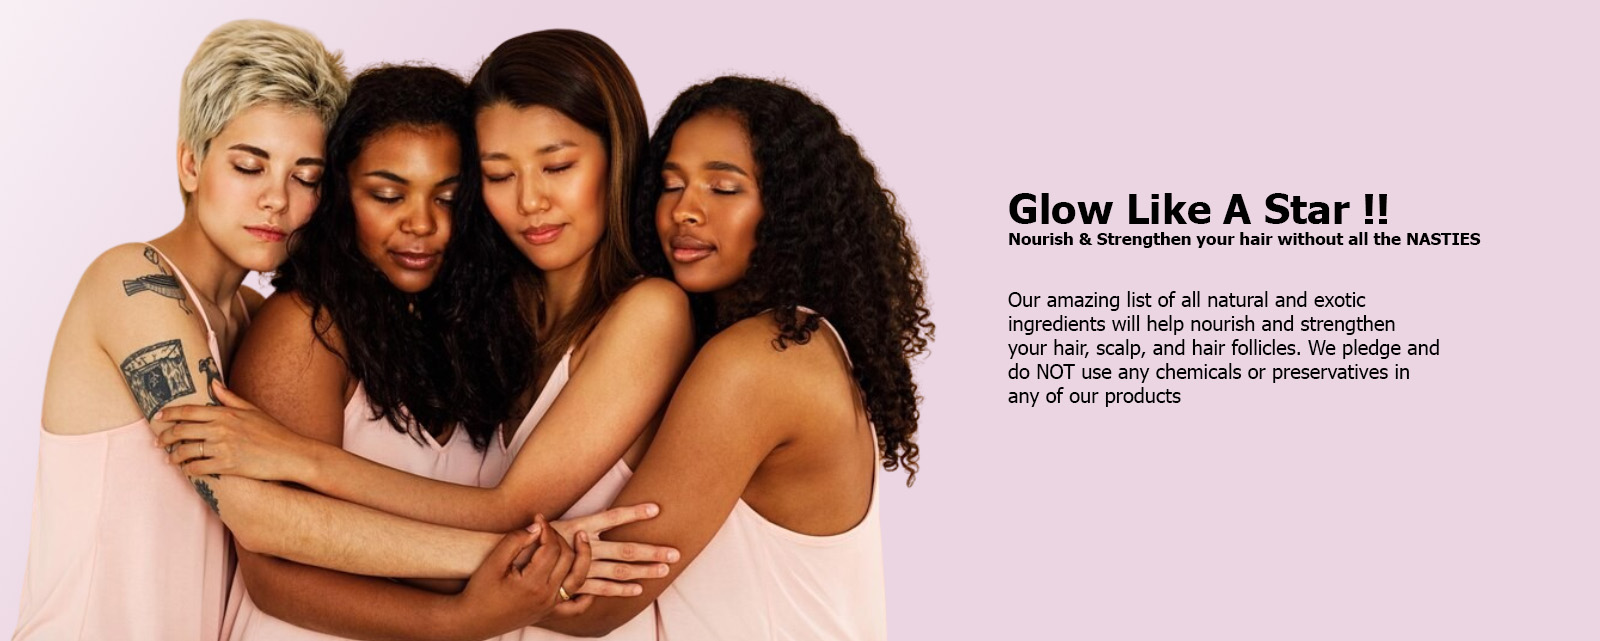 Glow Like A Star !!
Nourish & Strengthen your hair without all the NASTIES
Our amazing list of all natural and exotic
ingredients will help nourish and strengthen
your hair, scalp, and hair follicles. We pledge and
do NOT use any chemicals or preservatives in
any of our products